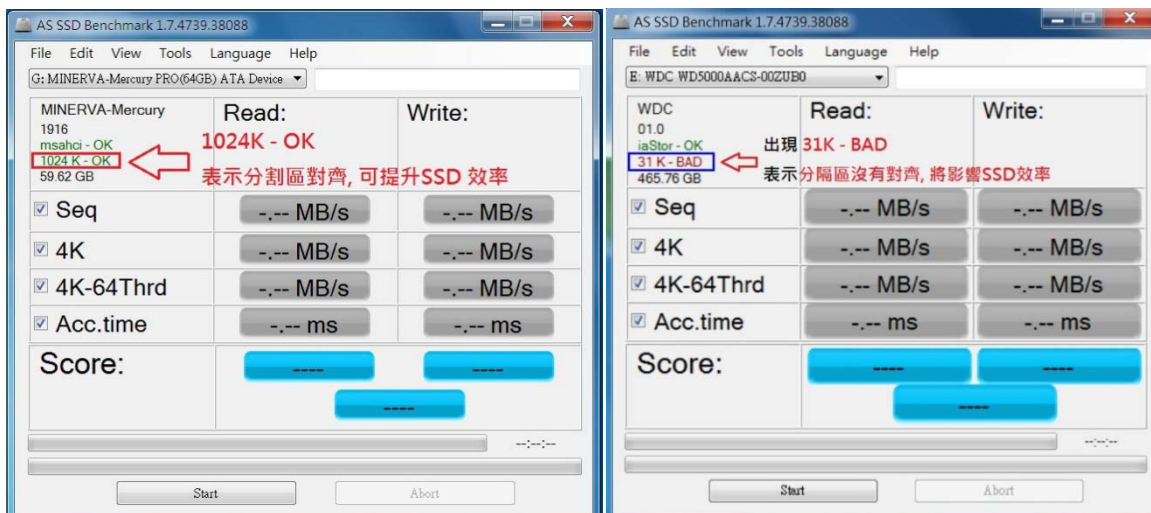 AS SSD Benchmark 1.7.4739.38088
File Edit View Tools Language Help
G: MINERVA-Mercury PRO(64GB) ATA Device
MINERVA-Mercury
1916
msahci - OK
1024 K - OK
59.62 GB
Read:
Write:
1024K - OK
表示分割區對齊, 可提升SSD 效率
Seq
-.-- MB/s
-.-- MB/s
4K
-.-- MB/s
-.-- MB/s
4K-64Thrd
-.-- MB/s
-.-- MB/s
Acc.time
-.-- ms
-.-- ms
Score:
----
----
----
--:--:--
Start
Abort
AS SSD Benchmark 1.7.4739.38088
File Edit View Tools Language Help
E: WDC WD5000AACS-00ZUB0
WDC
01.0
iaStor - OK
31 K - BAD
465.76 GB
Read:
Write:
出現 31K - BAD
表示分隔區沒有對齊, 將影響SSD效率
Seq
-.-- MB/s
-.-- MB/s
4K
-.-- MB/s
-.-- MB/s
4K-64Thrd
-.-- MB/s
-.-- MB/s
Acc.time
-.-- ms
-.-- ms
Score:
----
----
----
--:--:--
Start
Abort